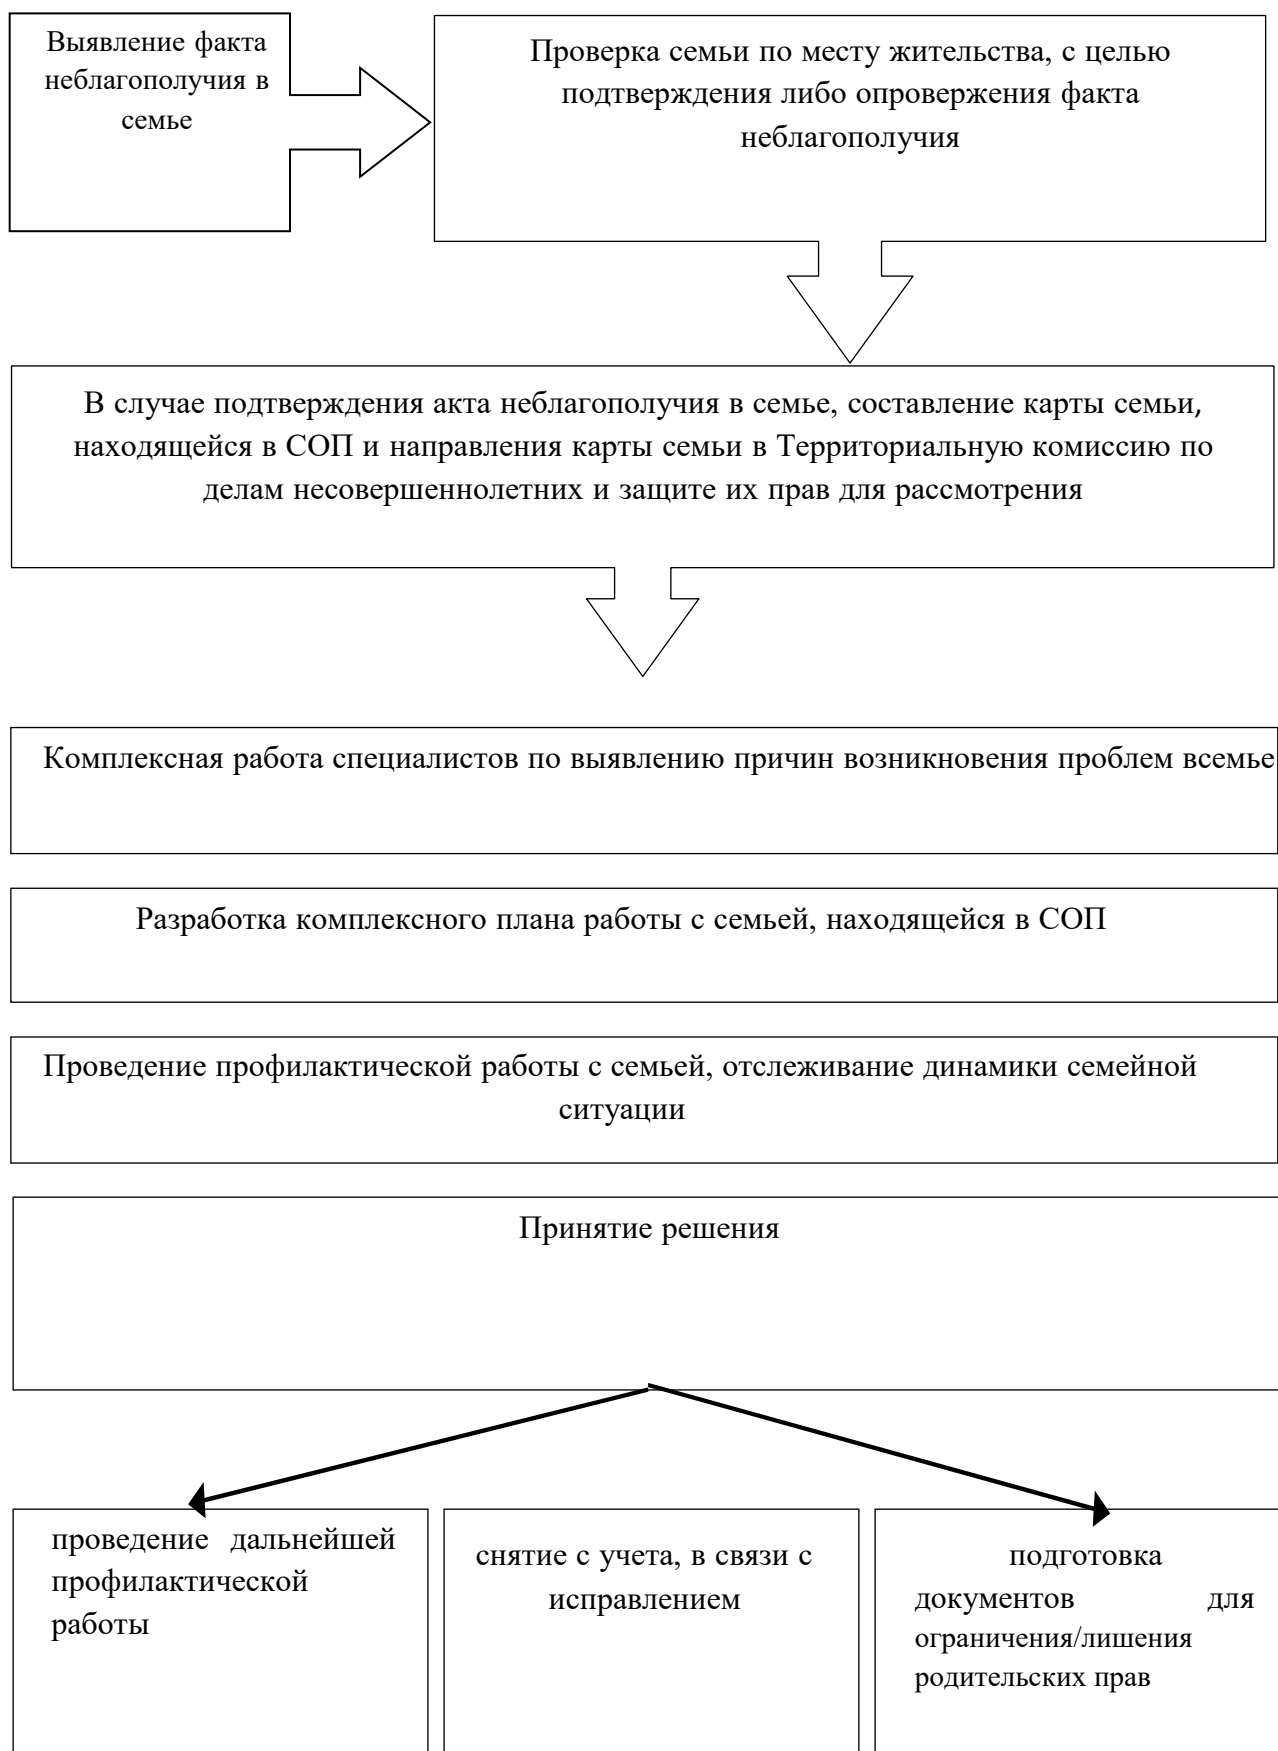 Выявление факта
неблагополучия в
семье
Проверка семьи по месту жительства, с целью
подтверждения либо опровержения факта
неблагополучия
В случае подтверждения акта неблагополучия в семье, составление карты семьи,
находящейся в СОП и направления карты семьи в Территориальную комиссию по
делам несовершеннолетних и защите их прав для рассмотрения
Комплексная работа специалистов по выявлению причин возникновения проблем всемье
Разработка комплексного плана работы с семьей, находящейся в СОП
Проведение профилактической работы с семьей, отслеживание динамики семейной
ситуации
Принятие решения
проведение дальнейшей
профилактической
работы
снятие с учета, в связи с
исправлением
подготовка
документов для
ограничения/лишения
родительских прав